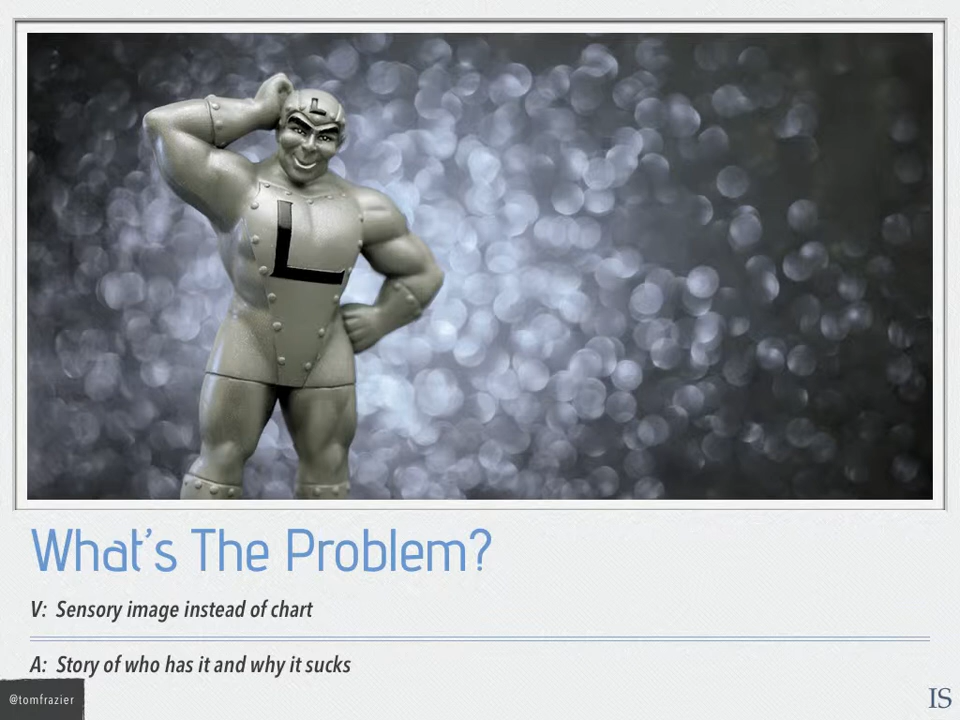 L
L
What's The Problem?
V: Sensory image instead of chart
A: Story of who has it and why it sucks
@tomfrazier
IS